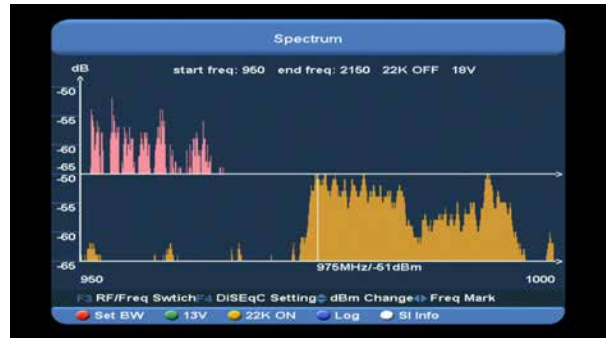 Spectrum
dB start freq: 950 end freq: 2150 22K OFF 18V
-50
-55
-60
-65
-50
-55
-60
-65
975MHz/-51dBm
950 1000
F3 RF/Freq Swtich F4 DiSEqC Setting dBm Change Freq Mark
Set BW 13V 22K ON Log SI Info